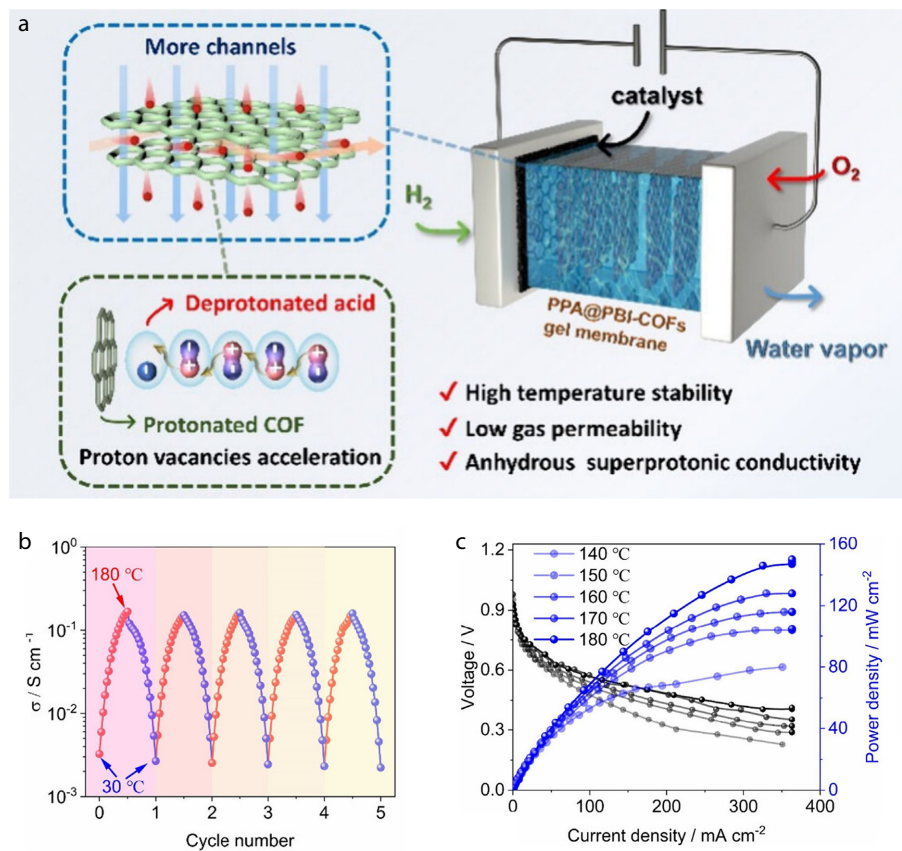 a
More channels
catalyst
H2
O2
Deprotonated acid
Protonated COF
Proton vacancies acceleration
PPA@PBI-COFs
gel membrane
Water vapor
✓ High temperature stability
✓ Low gas permeability
✓ Anhydrous superprotonic conductivity
b
σ / S cm⁻¹
10⁰
10⁻¹
10⁻²
10⁻³
180 ℃
30 ℃
0 1 2 3 4 5
Cycle number
c
Voltage / V
1.2
0.9
0.6
0.3
0.0
140 ℃
150 ℃
160 ℃
170 ℃
180 ℃
160
120
80
40
0
Power density / mW cm⁻²
0 100 200 300 400
Current density / mA cm⁻²